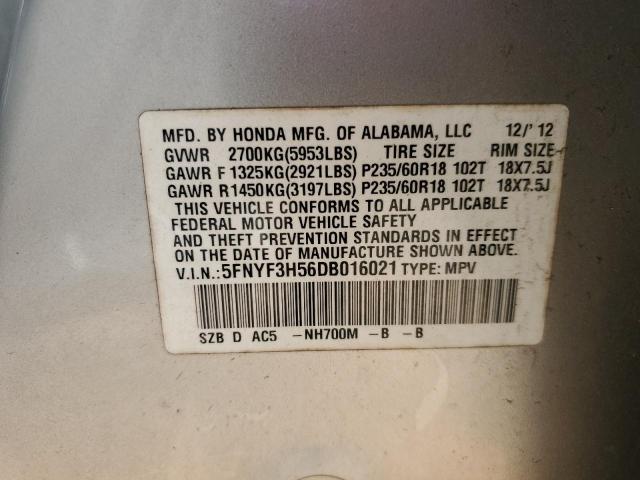 MFD. BY HONDA MFG. OF ALABAMA, LLC 12/'12
GVWR 2700KG(5953LBS) TIRE SIZE RIM SIZE
GAWR F 1325KG(2921LBS) P235/60R18 102T 18X7.5J
GAWR R1450KG(3197LBS) P235/60R18 102T 18X7.5J
THIS VEHICLE CONFORMS TO ALL APPLICABLE
FEDERAL MOTOR VEHICLE SAFETY
AND THEFT PREVENTION STANDARDS IN EFFECT
ON THE DATE OF MANUFACTURE SHOWN ABOVE.
V.I.N.:5FNYF3H56DB016021 TYPE: MPV
SZB D AC5 -NH700M -B -B